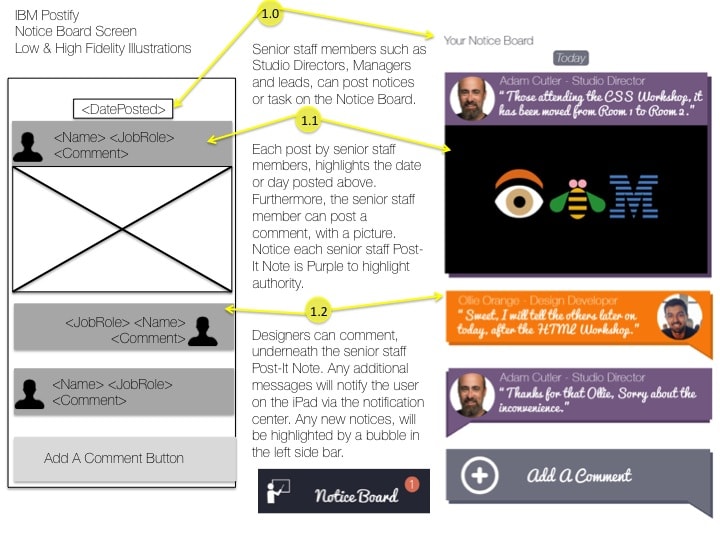 IBM Postify
Notice Board Screen
Low & High Fidelity Illustrations
<DatePosted>
<Name> <JobRole>
<Comment>
<JobRole> <Name>
<Comment>
<Name> <JobRole>
<Comment>
Add A Comment Button
1.0
Senior staff members such as
Studio Directors, Managers
and leads, can post notices
or task on the Notice Board.
1.1
Each post by senior staff
members, highlights the date
or day posted above.
Furthermore, the senior staff
member can post a
comment, with a picture.
Notice each senior staff Post-
It Note is Purple to highlight
authority.
1.2
Designers can comment,
underneath the senior staff
Post-It Note. Any additional
messages will notify the user
on the iPad via the notification
center. Any new notices, will
be highlighted by a bubble in
the left side bar.
Notice Board 1
Your Notice Board
Today
Adam Cutler - Studio Director
“Those attending the CSS Workshop, it
has been moved from Room 1 to Room 2.”
M
Ollie Orange - Design Developer
“Sweet, I will tell the others later on
today, after the HTML Workshop.”
Adam Cutler - Studio Director
“Thanks for that Ollie, Sorry about the
inconvenience.”
Add A Comment